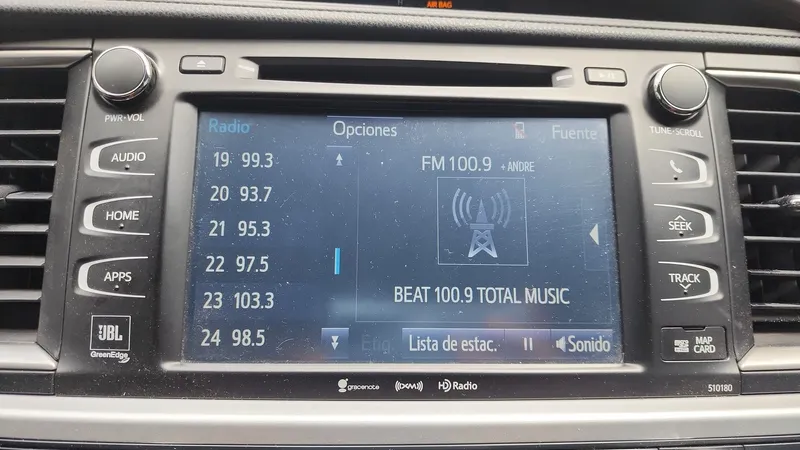 AIR BAG
PWR•VOL
TUNE•SCROLL
AUDIO
HOME
APPS
JBL
GreenEdge
Radio
Opciones
Fuente
19 99.3
20 93.7
21 95.3
22 97.5
23 103.3
24 98.5
FM 100.9 + ANDRE
BEAT 100.9 TOTAL MUSIC
Lista de estac.
Sonido
SEEK
TRACK
MAP
CARD
gracenote
((XM))
HD Radio
510180